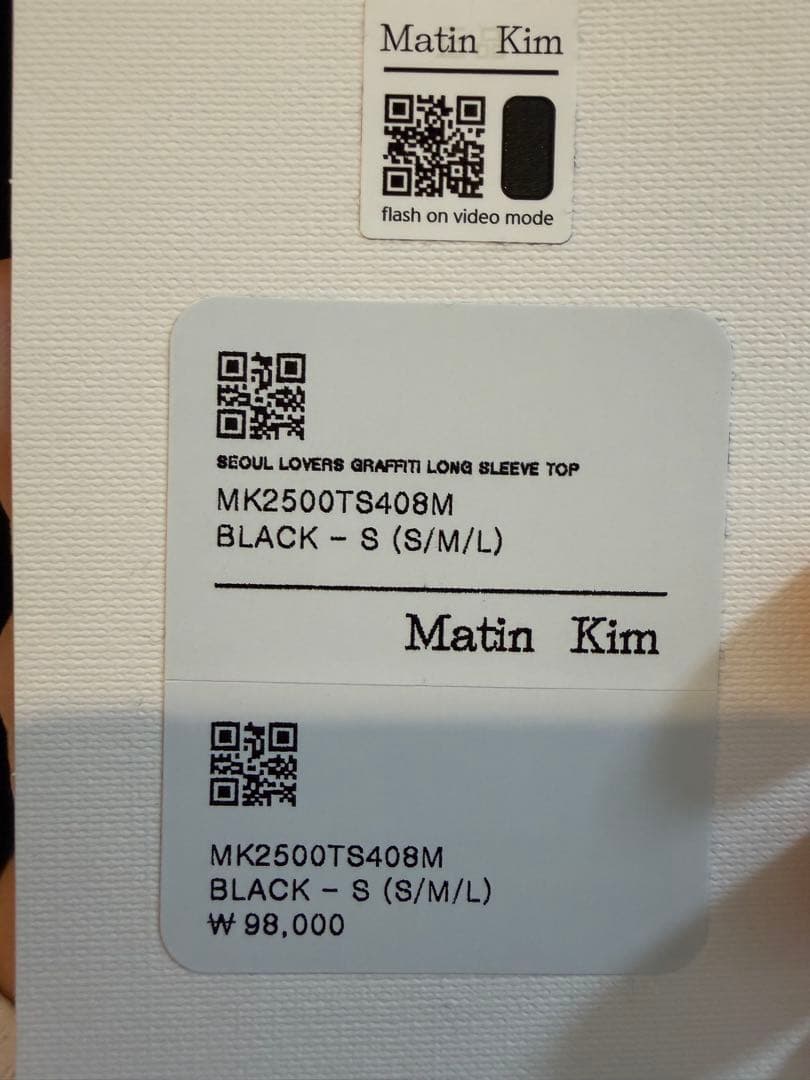 Matin Kim
flash on video mode
SEOUL LOVERS GRAFFITI LONG SLEEVE TOP
MK2500TS408M
BLACK - S (S/M/L)
Matin Kim
MK2500TS408M
BLACK - S (S/M/L)
₩ 98,000